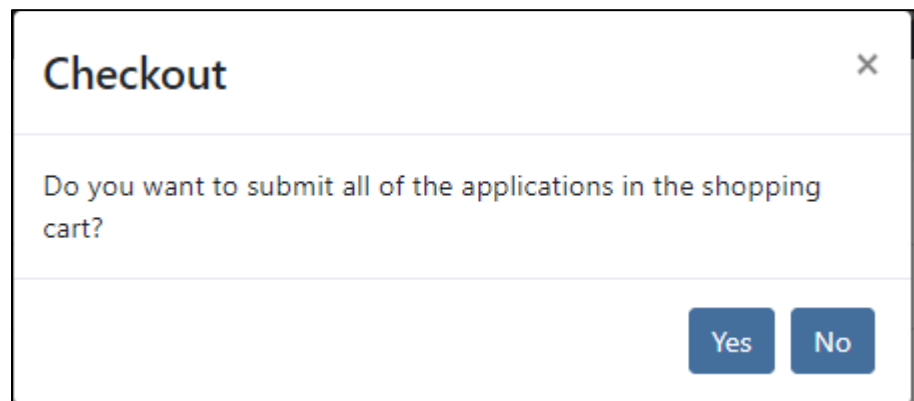 Checkout ×
Do you want to submit all of the applications in the shopping
cart?
Yes No